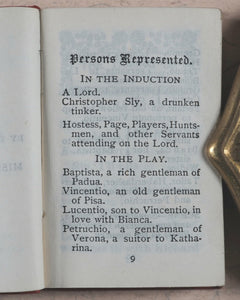 Persons Represented.
IN THE INDUCTION
A Lord.
Christopher Sly, a drunken
tinker.
Hostess, Page, Players, Hunts-
men, and other Servants
attending on the Lord.
IN THE PLAY.
Baptista, a rich gentleman of
Padua.
Vincentio, an old gentleman
of Pisa.
Lucentio, son to Vincentio, in
love with Bianca.
Petruchio, a gentleman of
Verona, a suitor to Katha-
rina.
9